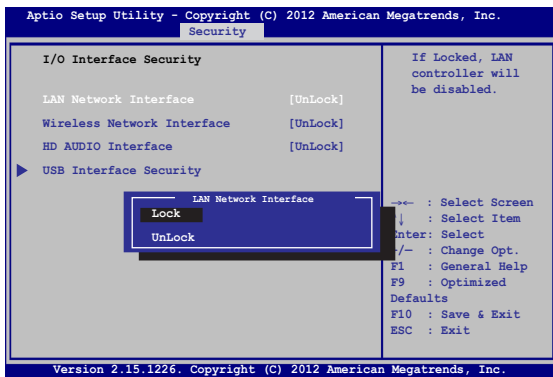 Aptio Setup Utility - Copyright (C) 2012 American Megatrends, Inc.
Security
I/O Interface Security
LAN Network Interface [UnLock]
Wireless Network Interface [UnLock]
HD AUDIO Interface [UnLock]
USB Interface Security
LAN Network Interface
Lock
UnLock
If Locked, LAN
controller will
be disabled.
→← : Select Screen
↓ : Select Item
Enter: Select
+/— : Change Opt.
F1 : General Help
F9 : Optimized
Defaults
F10 : Save & Exit
ESC : Exit
Version 2.15.1226. Copyright (C) 2012 American Megatrends, Inc.